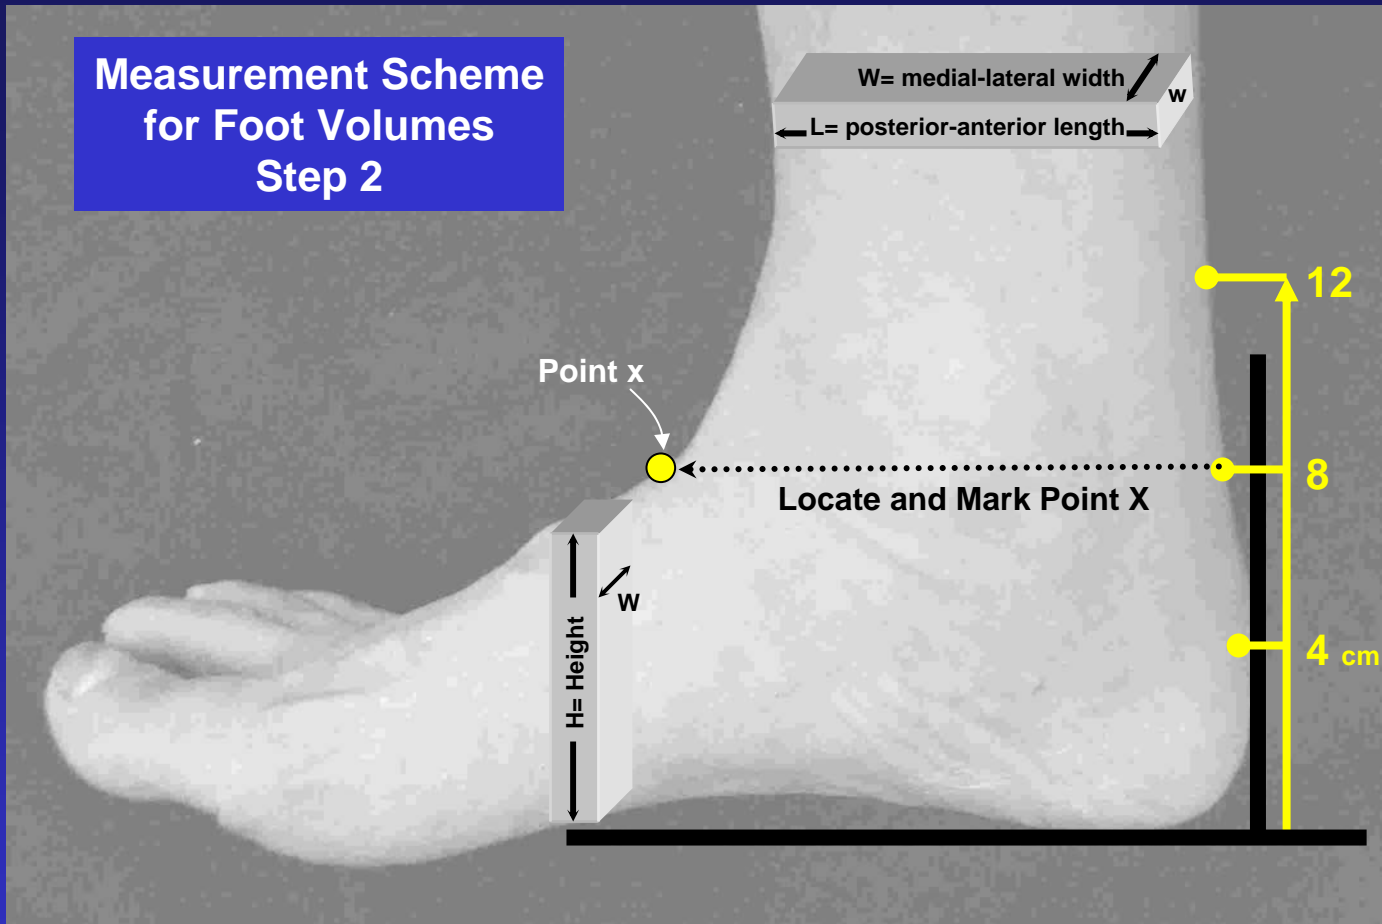 Measurement Scheme
for Foot Volumes
Step 2
W= medial-lateral width
w
L= posterior-anterior length
12
Point x
8
Locate and Mark Point X
W
H= Height
4 cm